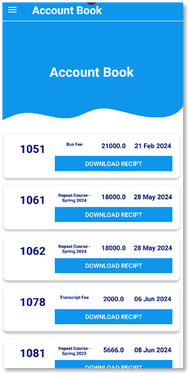 Account Book
Account Book
1051 Bus Fee 21000.0 21 Feb 2024
DOWNLOAD RECIPT
1061 Repeat Course - Spring 2024 18000.0 28 May 2024
DOWNLOAD RECIPT
1062 Repeat Course - Spring 2024 18000.0 28 May 2024
DOWNLOAD RECIPT
1078 Transcript Fee 2000.0 06 Jun 2024
DOWNLOAD RECIPT
1081 Repeat Course - Spring 2023 5666.0 08 Jun 2024
DOWNLOAD RECIPT